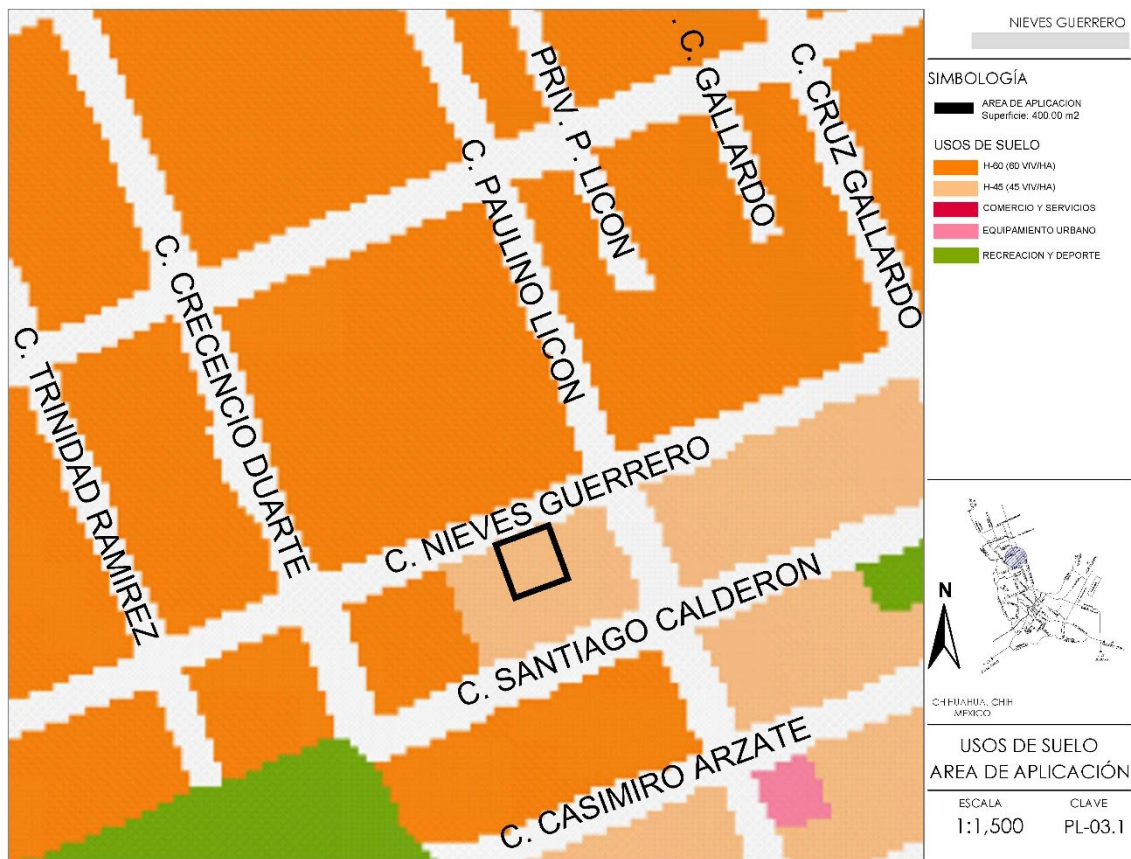 NIEVES GUERRERO
SIMBOLOGÍA
AREA DE APLICACION
Superficie: 400.00 m2
USOS DE SUELO
H-60 (60 VIV/HA)
H-45 (45 VIV/HA)
COMERCIO Y SERVICIOS
EQUIPAMIENTO URBANO
RECREACION Y DEPORTE
PRIV. P. LICON
. C. GALLARDO
C. CRUZ GALLARDO
C. PAULINO LICON
C. CRECENCIO DUARTE
C. TRINIDAD RAMIREZ
C. NIEVES GUERRERO
C. SANTIAGO CALDERON
C. CASIMIRO ARZATE
N
CHIHUAHUA, CHIH
MEXICO
USOS DE SUELO
AREA DE APLICACIÓN
ESCALA
1:1,500
CLAVE
PL-03.1